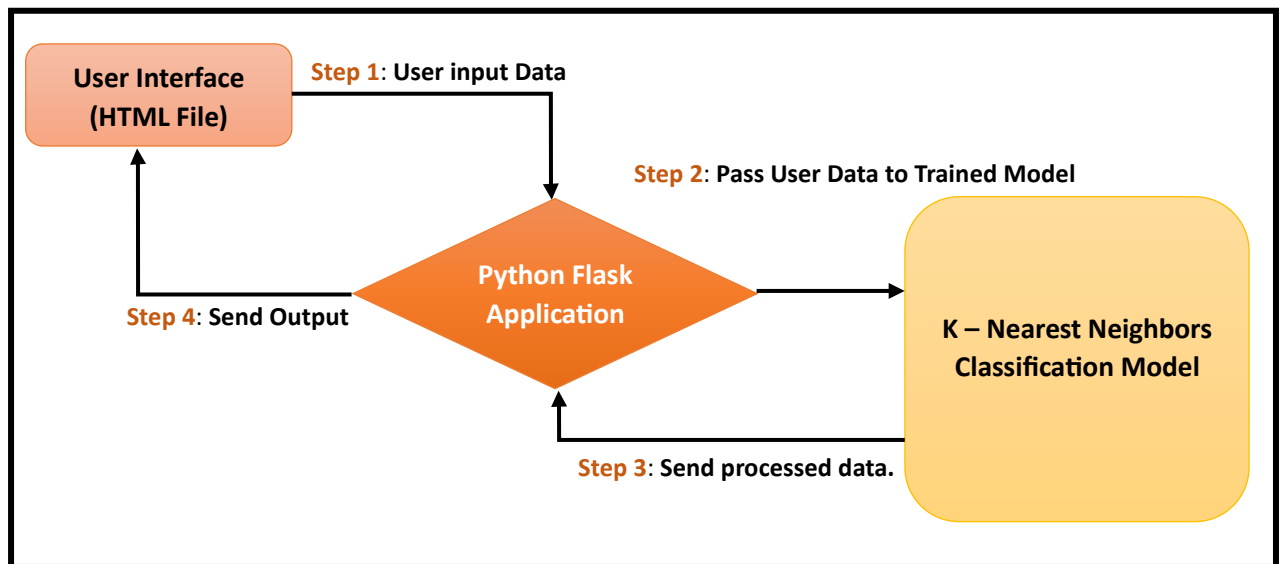 User Interface
(HTML File)
Step 1: User input Data
Step 2: Pass User Data to Trained Model
Python Flask
Application
Step 4: Send Output
K – Nearest Neighbors
Classification Model
Step 3: Send processed data.